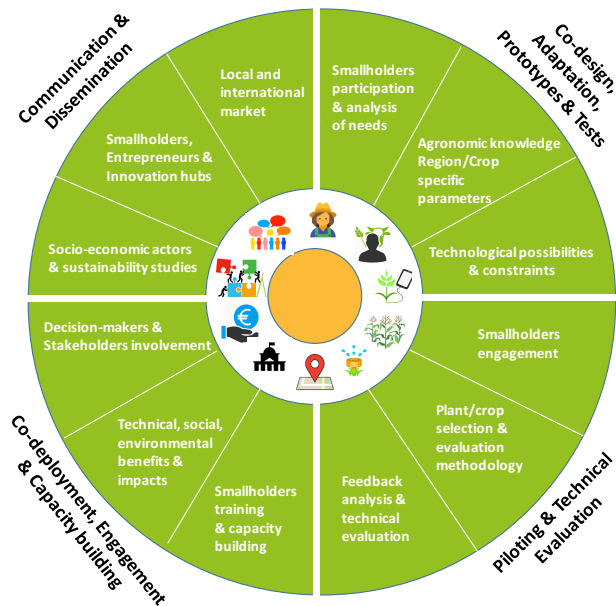 Communication &
Dissemination
Local and
international
market
Smallholders,
Entrepreneurs &
Innovation hubs
Socio-economic actors
& sustainability studies
Co-design,
Adaptation,
Prototypes & Tests
Smallholders
participation
& analysis
of needs
Agronomic knowledge
Region/Crop
specific
parameters
Technological possibilities
& constraints
Smallholders
engagement
Plant/crop
selection &
evaluation
methodology
Feedback
analysis &
technical
evaluation
Piloting & Technical
Evaluation
Decision-makers &
Stakeholders involvement
Technical, social,
environmental
benefits &
impacts
Smallholders
training
& capacity
building
Co-deployment, Engagement
& Capacity building
€